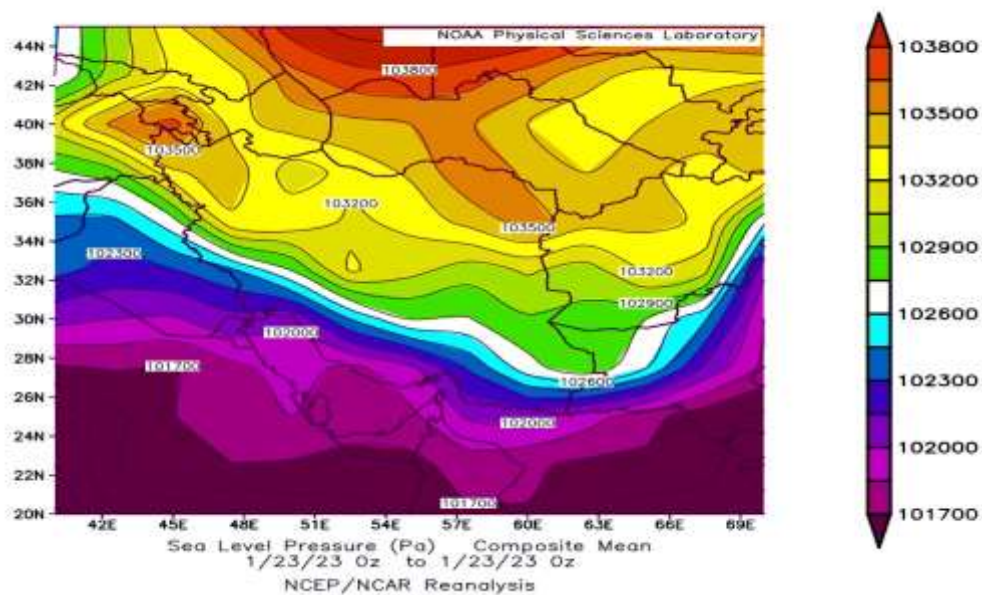 NOAA Physical Sciences Laboratory
44N
42N
40N
38N
36N
34N
32N
30N
28N
26N
24N
22N
20N
103800
103500
103200
103500
102300
103200
102900
102000
101700
102600
102000
101700
42E
45E
48E
51E
54E
57E
60E
63E
66E
69E
Sea Level Pressure (Pa) Composite Mean
1/23/23 0z to 1/23/23 0z
NCEP/NCAR Reanalysis
103800
103500
103200
102900
102600
102300
102000
101700